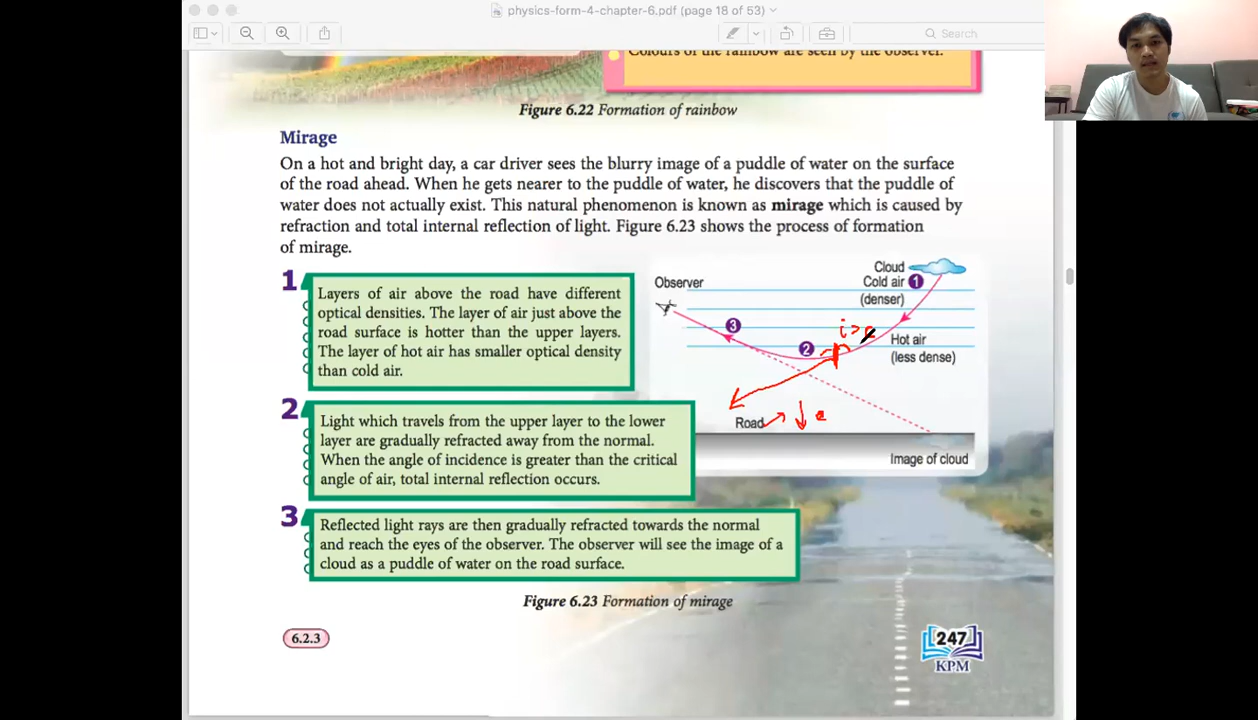 physics-form-4-chapter-6.pdf (page 18 of 53)
Search
Colours of the rainbow are seen by the observer.
Figure 6.22 Formation of rainbow
Mirage
On a hot and bright day, a car driver sees the blurry image of a puddle of water on the surface
of the road ahead. When he gets nearer to the puddle of water, he discovers that the puddle of
water does not actually exist. This natural phenomenon is known as mirage which is caused by
refraction and total internal reflection of light. Figure 6.23 shows the process of formation
of mirage.
1
Layers of air above the road have different
optical densities. The layer of air just above the
road surface is hotter than the upper layers.
The layer of hot air has smaller optical density
than cold air.
2
Light which travels from the upper layer to the lower
layer are gradually refracted away from the normal.
When the angle of incidence is greater than the critical
angle of air, total internal reflection occurs.
3
Reflected light rays are then gradually refracted towards the normal
and reach the eyes of the observer. The observer will see the image of a
cloud as a puddle of water on the road surface.
Observer
Cloud
Cold air 1
(denser)
3
i >
2
Hot air
(less dense)
Road
Image of cloud
Figure 6.23 Formation of mirage
6.2.3
247
KPM